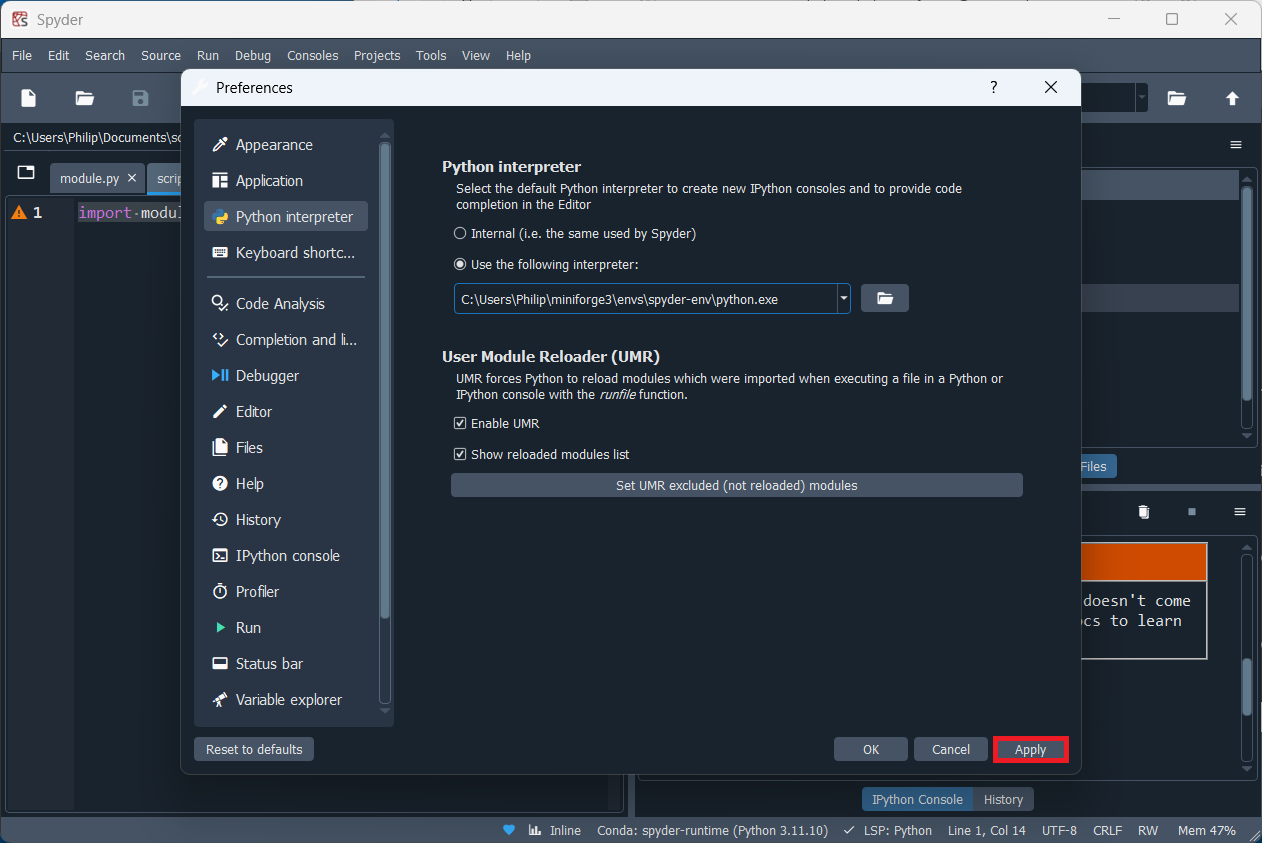 Spyder
File Edit Search Source Run Debug Consoles Projects Tools View Help
Preferences
?
C:\Users\Philip\Documents\
module.py
1 import
Appearance
Application
Python interpreter
Keyboard shortc...
Code Analysis
Completion and li...
Debugger
Editor
Files
Help
History
IPython console
Profiler
Run
Status bar
Variable explorer
Python interpreter
Select the default Python interpreter to create new IPython consoles and to provide code
completion in the Editor
Internal (i.e. the same used by Spyder)
Use the following interpreter:
C:\Users\Philip\miniforge3\envs\spyder-env\python.exe
User Module Reloader (UMR)
UMR forces Python to reload modules which were imported when executing a file in a Python or
IPython console with the runfile function.
Enable UMR
Show reloaded modules list
Set UMR excluded (not reloaded) modules
Reset to defaults
OK
Cancel
Apply
Files
doesn't come
to learn
IPython Console
History
Inline
Conda: spyder-runtime (Python 3.11.10)
LSP: Python
Line 1, Col 14
UTF-8
CRLF
RW
Mem 47%